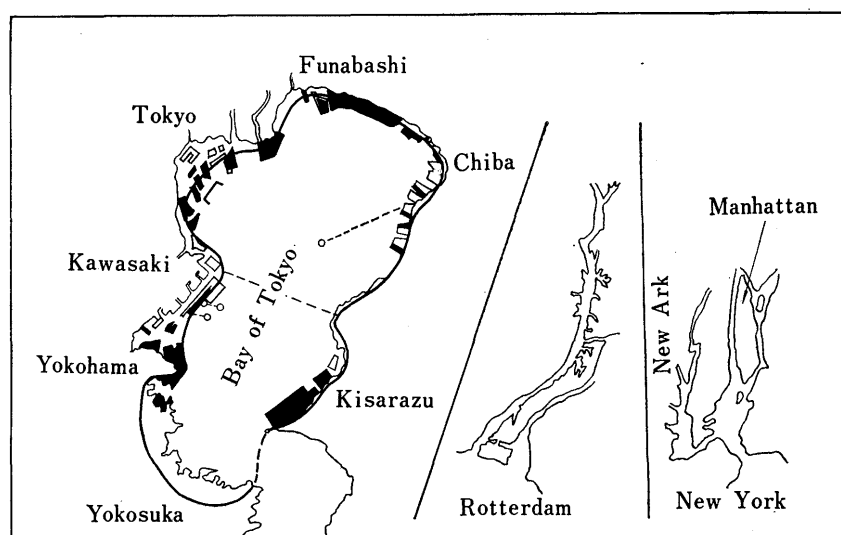 Funabashi
Tokyo
Chiba
Kawasaki
Bay of Tokyo
Yokohama
Kisarazu
Yokosuka
Rotterdam
Manhattan
New Ark
New York